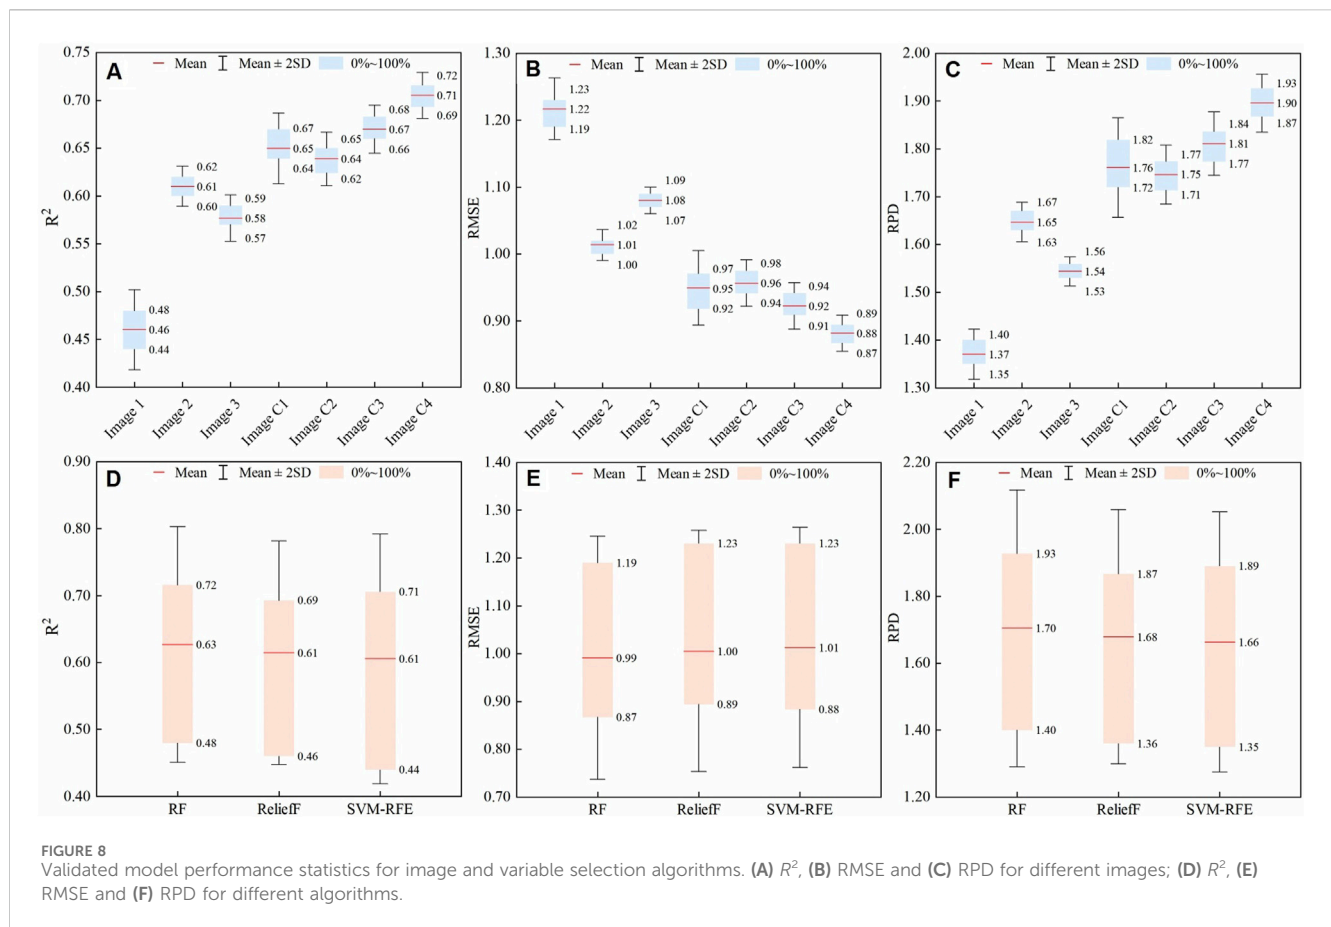 A
Mean
Mean ± 2SD
0%~100%
R²
0.75
0.70
0.65
0.60
0.55
0.50
0.45
0.40
0.48
0.46
0.44
0.62
0.61
0.60
0.59
0.58
0.57
0.67
0.65
0.64
0.65
0.64
0.62
0.68
0.67
0.66
0.72
0.71
0.69
Image 1
Image 2
Image 3
Image C1
Image C2
Image C3
Image C4
B
Mean
Mean ± 2SD
0%~100%
RMSE
1.30
1.20
1.10
1.00
0.90
0.80
1.23
1.22
1.19
1.02
1.01
1.00
1.09
1.08
1.07
0.97
0.95
0.92
0.98
0.96
0.94
0.94
0.92
0.91
0.89
0.88
0.87
Image 1
Image 2
Image 3
Image C1
Image C2
Image C3
Image C4
C
Mean
Mean ± 2SD
0%~100%
RPD
2.00
1.90
1.80
1.70
1.60
1.50
1.40
1.30
1.40
1.37
1.35
1.67
1.65
1.63
1.56
1.54
1.53
1.82
1.76
1.72
1.77
1.75
1.71
1.84
1.81
1.77
1.93
1.90
1.87
Image 1
Image 2
Image 3
Image C1
Image C2
Image C3
Image C4
D
Mean
Mean ± 2SD
0%~100%
R²
0.90
0.80
0.70
0.60
0.50
0.40
0.72
0.63
0.48
0.69
0.61
0.46
0.71
0.61
0.44
RF
ReliefF
SVM-RFE
E
Mean
Mean ± 2SD
0%~100%
RMSE
1.40
1.30
1.20
1.10
1.00
0.90
0.80
0.70
1.19
0.99
0.87
1.23
1.00
0.89
1.23
1.01
0.88
RF
ReliefF
SVM-RFE
F
Mean
Mean ± 2SD
0%~100%
RPD
2.20
2.00
1.80
1.60
1.40
1.20
1.93
1.70
1.40
1.87
1.68
1.36
1.89
1.66
1.35
RF
ReliefF
SVM-RFE
FIGURE 8
Validated model performance statistics for image and variable selection algorithms. (A) R², (B) RMSE and (C) RPD for different images; (D) R², (E)
RMSE and (F) RPD for different algorithms.